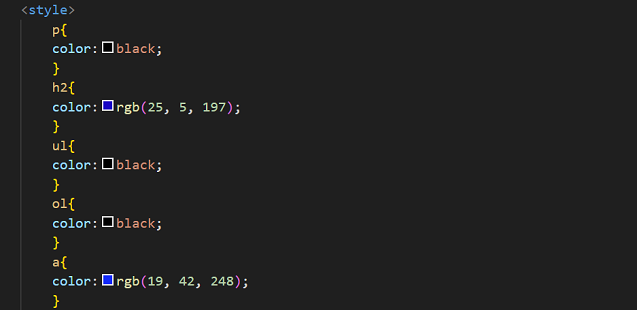 <style>
p{
color:black;
}
h2{
color:rgb(25, 5, 197);
}
ul{
color:black;
}
ol{
color:black;
}
a{
color:rgb(19, 42, 248);
}